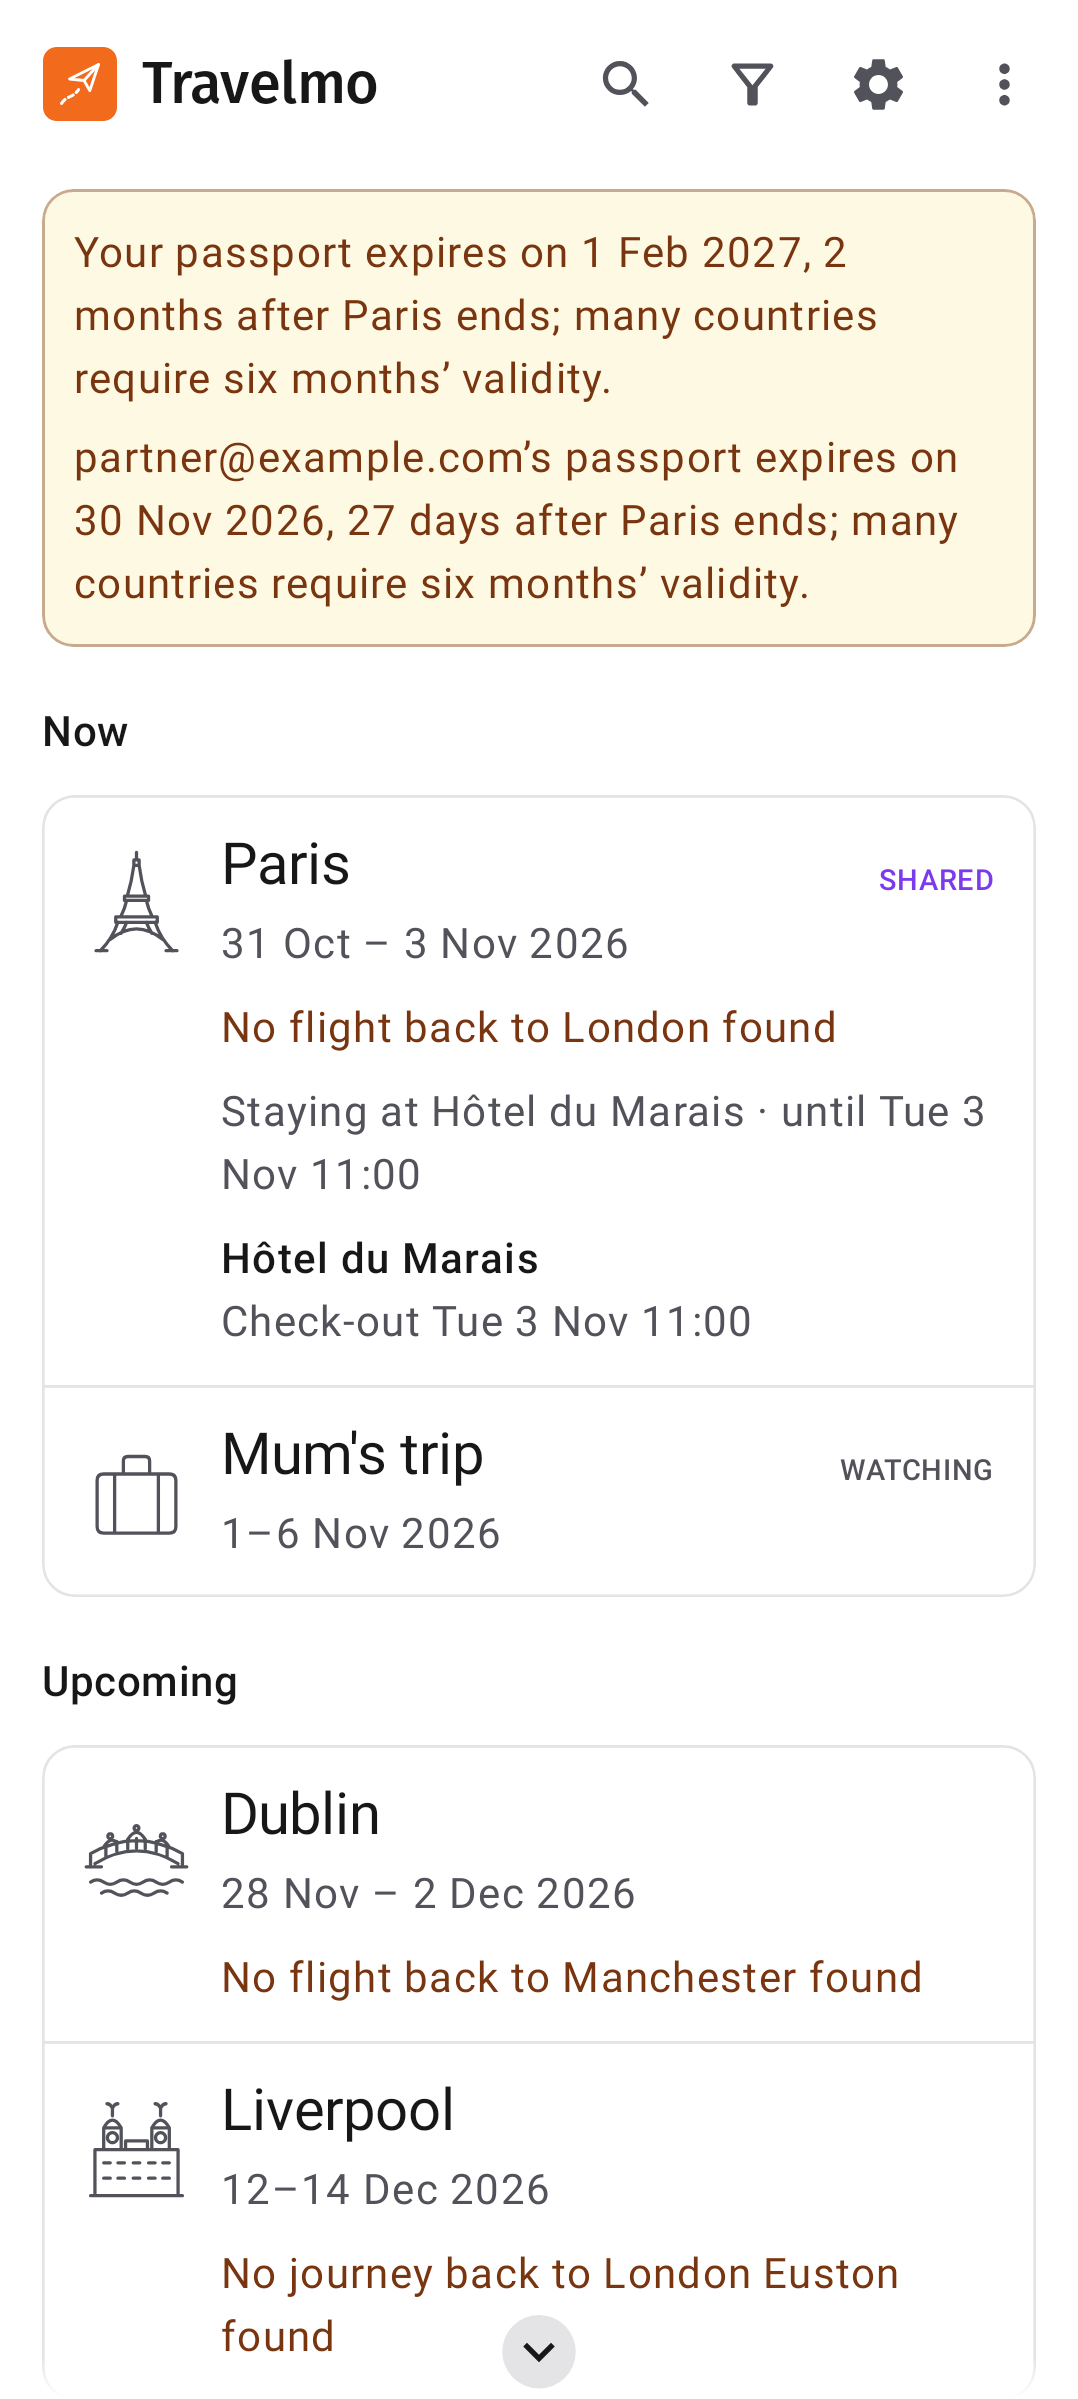 Travelmo
Your passport expires on 1 Feb 2027, 2
months after Paris ends; many countries
require six months’ validity.
partner@example.com’s passport expires on
30 Nov 2026, 27 days after Paris ends; many
countries require six months’ validity.
Now
Paris
SHARED
31 Oct – 3 Nov 2026
No flight back to London found
Staying at Hôtel du Marais · until Tue 3
Nov 11:00
Hôtel du Marais
Check-out Tue 3 Nov 11:00
Mum's trip
WATCHING
1–6 Nov 2026
Upcoming
Dublin
28 Nov – 2 Dec 2026
No flight back to Manchester found
Liverpool
12–14 Dec 2026
No journey back to London Euston
found